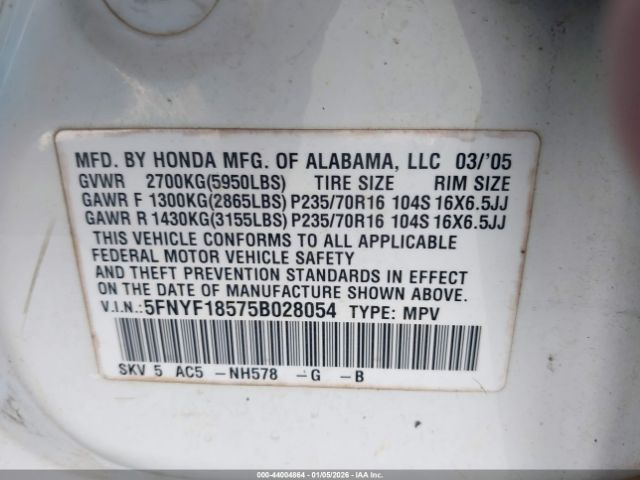 MFD. BY HONDA MFG. OF ALABAMA, LLC 03/'05
GVWR 2700KG(5950LBS) TIRE SIZE RIM SIZE
GAWR F 1300KG(2865LBS) P235/70R16 104S 16X6.5JJ
GAWR R 1430KG(3155LBS) P235/70R16 104S 16X6.5JJ
THIS VEHICLE CONFORMS TO ALL APPLICABLE
FEDERAL MOTOR VEHICLE SAFETY
AND THEFT PREVENTION STANDARDS IN EFFECT
ON THE DATE OF MANUFACTURE SHOWN ABOVE.
V.I.N.:5FNYF18575B028054 TYPE: MPV
SKV 5 AC5 -NH578 -G -B
000-44004864 | 01/05/2026 - IAA Inc.